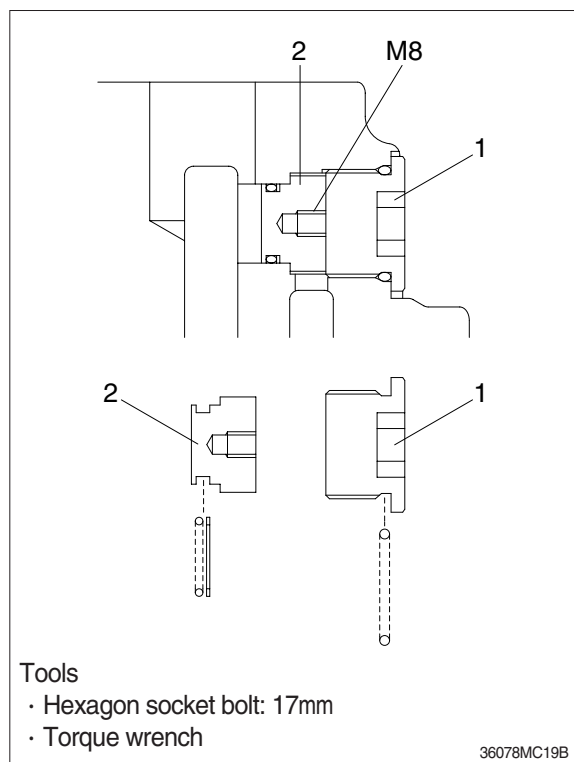 2 M8
1
2
1
Tools
· Hexagon socket bolt: 17mm
· Torque wrench
36078MC19B